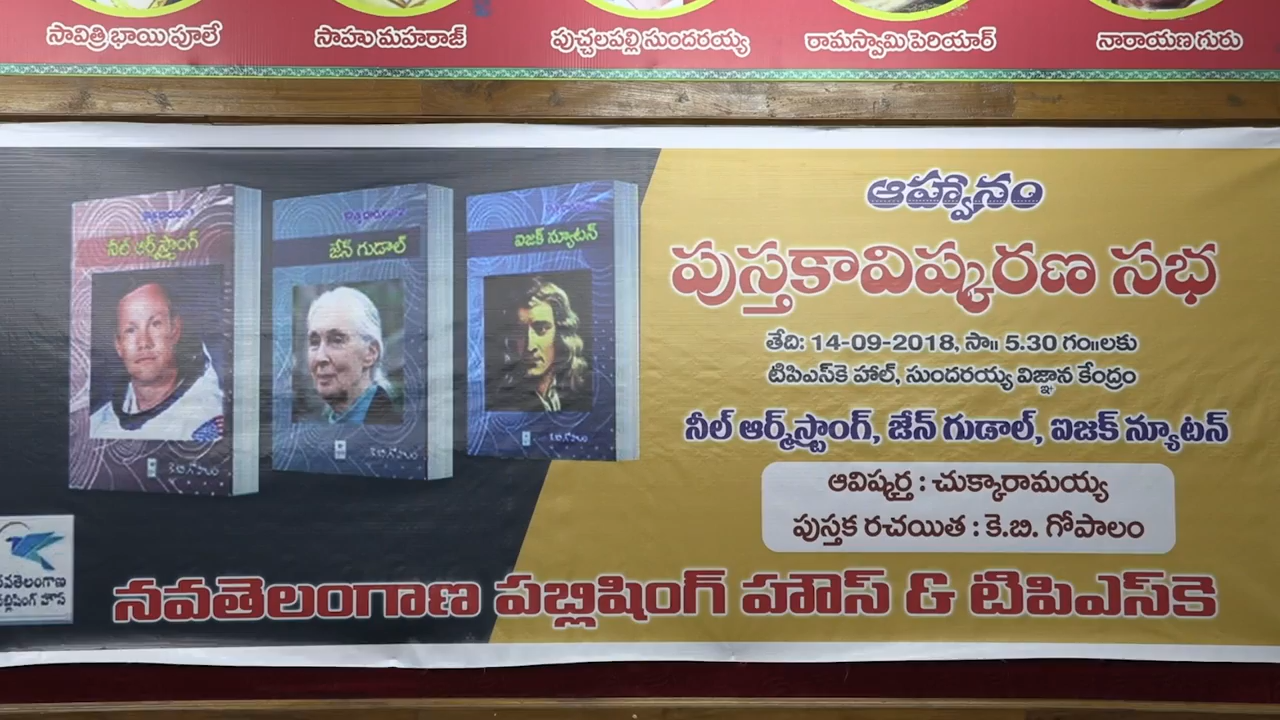 సావిత్రి భాయి పూలే
సాహు మహరాజ్
పుచ్చలపల్లి సుందరయ్య
రామస్వామి పెరియార్
నారాయణ గురు
ఆహ్వానం
పుస్తకావిష్కరణ సభ
తేది: 14-09-2018, సా॥ 5.30 గం॥లకు
టిపిఎస్‌కె హాల్, సుందరయ్య విజ్ఞాన కేంద్రం
నీల్ ఆర్మ్‌స్ట్రాంగ్, జేన్ గుడాల్, ఐజక్ న్యూటన్
ఆవిష్కర్త : చుక్కారామయ్య
పుస్తక రచయిత : కె.బి. గోపాలం
నీల్ ఆర్మ్‌స్ట్రాంగ్
కె.బి.గోపాలం
జేన్ గుడాల్
కె.బి.గోపాలం
ఐజక్ న్యూటన్
కె.బి.గోపాలం
నవతెలంగాణ పబ్లిషింగ్ హౌస్ & టిపిఎస్‌కె